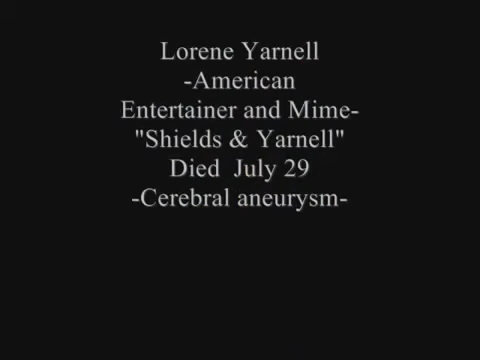 Lorene Yarnell
-American
Entertainer and Mime-
"Shields & Yarnell"
Died  July 29
-Cerebral aneurysm-